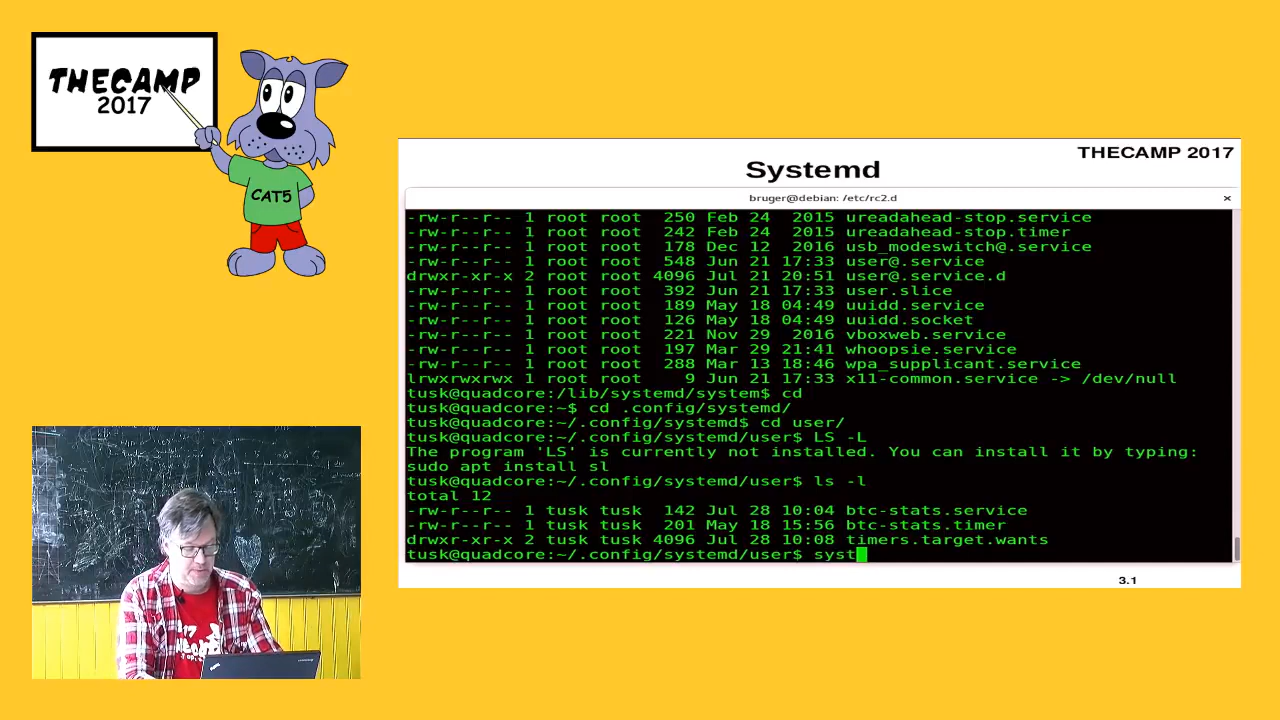 THECAMP
2017
CAT5
THECAMP 2017
Systemd
bruger@debian: /etc/rc2.d ×
-rw-r--r-- 1 root root 250 Feb 24 2015 ureadahead-stop.service
-rw-r--r-- 1 root root 242 Feb 24 2015 ureadahead-stop.timer
-rw-r--r-- 1 root root 178 Dec 12 2016 usb_modeswitch@.service
-rw-r--r-- 1 root root 548 Jun 21 17:33 user@.service
drwxr-xr-x 2 root root 4096 Jul 21 20:51 user@.service.d
-rw-r--r-- 1 root root 392 Jun 21 17:33 user.slice
-rw-r--r-- 1 root root 189 May 18 04:49 uuidd.service
-rw-r--r-- 1 root root 126 May 18 04:49 uuidd.socket
-rw-r--r-- 1 root root 221 Nov 29 2016 vboxweb.service
-rw-r--r-- 1 root root 197 Mar 29 21:41 whoopsie.service
-rw-r--r-- 1 root root 288 Mar 13 18:46 wpa_supplicant.service
lrwxrwxrwx 1 root root 9 Jun 21 17:33 x11-common.service -> /dev/null
tusk@quadcore:/lib/systemd/system$ cd
tusk@quadcore:~$ cd .config/systemd/
tusk@quadcore:~/.config/systemd$ cd user/
tusk@quadcore:~/.config/systemd/user$ LS -L
The program 'LS' is currently not installed. You can install it by typing:
sudo apt install sl
tusk@quadcore:~/.config/systemd/user$ ls -l
total 12
-rw-r--r-- 1 tusk tusk 142 Jul 28 10:04 btc-stats.service
-rw-r--r-- 1 tusk tusk 201 May 18 15:56 btc-stats.timer
drwxr-xr-x 2 tusk tusk 4096 Jul 28 10:08 timers.target.wants
tusk@quadcore:~/.config/systemd/user$ syst
3.1